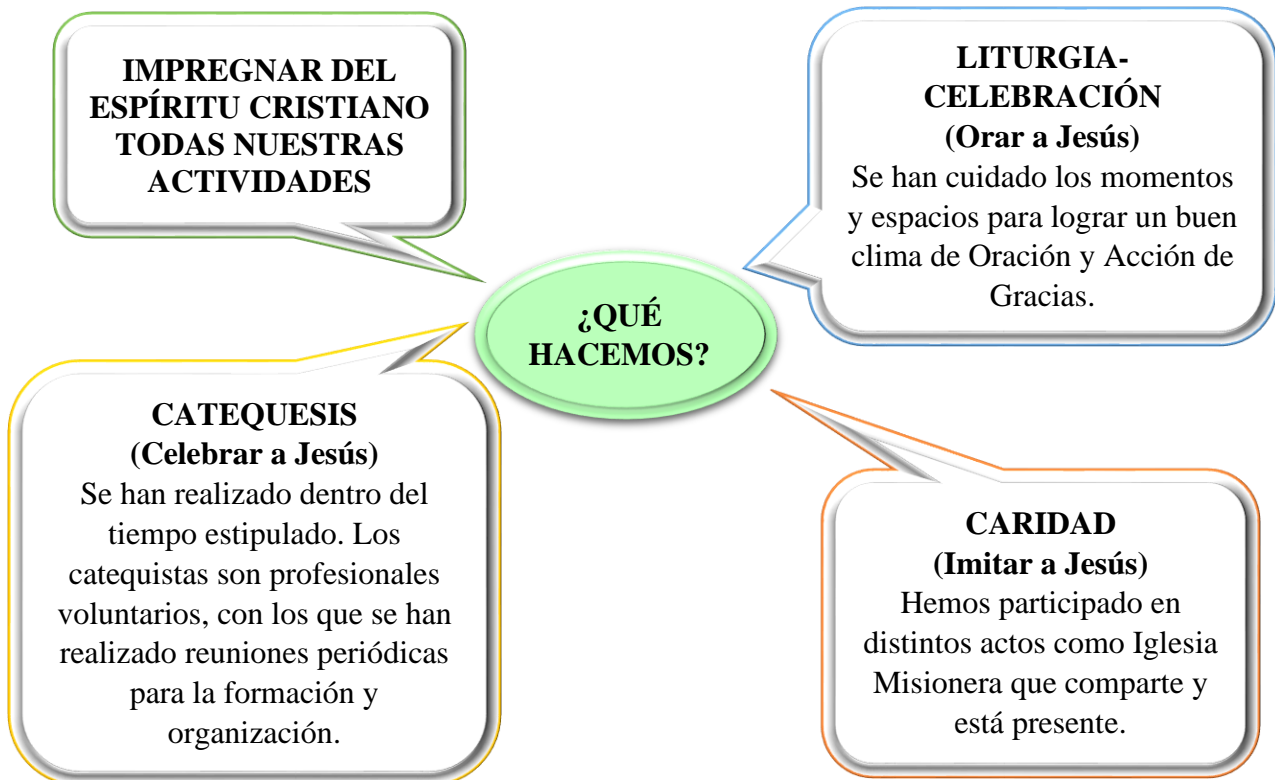 IMPREGNAR DEL
ESPÍRITU CRISTIANO
TODAS NUESTRAS
ACTIVIDADES
LITURGIA-
CELEBRACIÓN
(Orar a Jesús)
Se han cuidado los momentos
y espacios para lograr un buen
clima de Oración y Acción de
Gracias.
¿QUÉ
HACEMOS?
CATEQUESIS
(Celebrar a Jesús)
Se han realizado dentro del
tiempo estipulado. Los
catequistas son profesionales
voluntarios, con los que se han
realizado reuniones periódicas
para la formación y
organización.
CARIDAD
(Imitar a Jesús)
Hemos participado en
distintos actos como Iglesia
Misionera que comparte y
está presente.